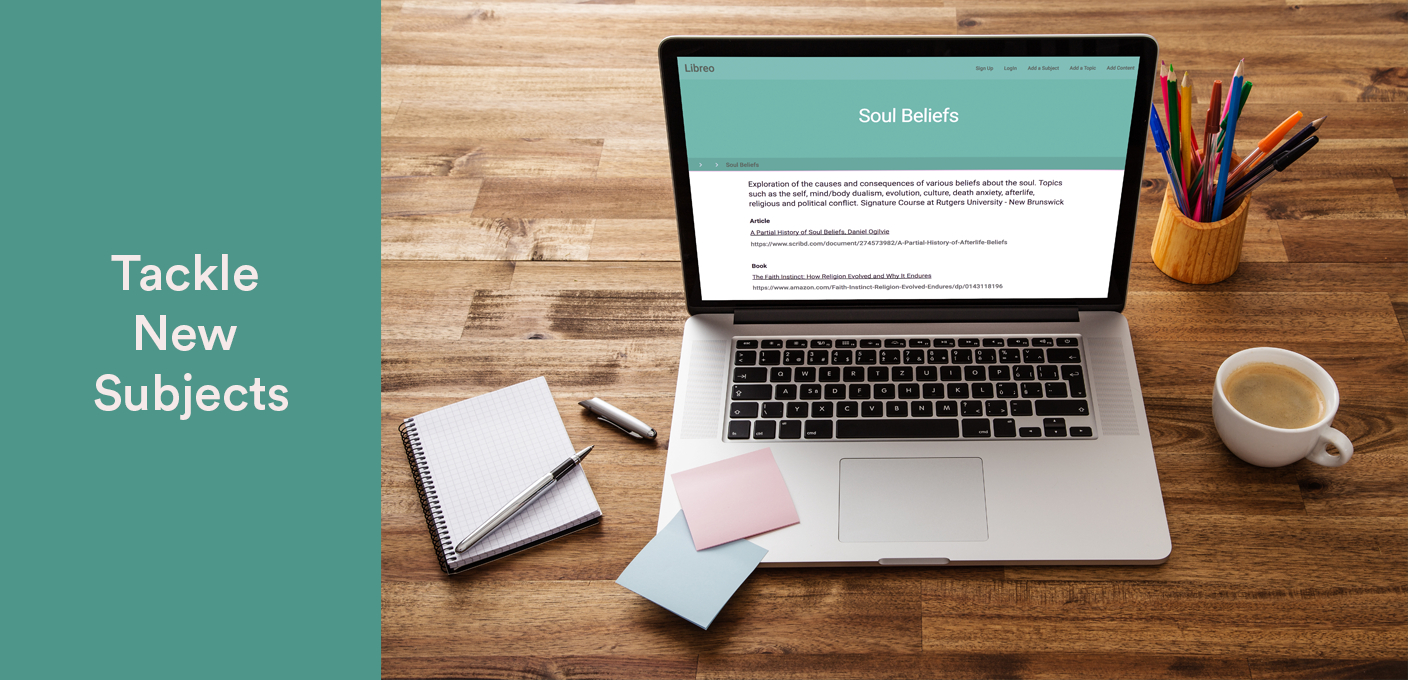 Tackle
New
Subjects
Libreo
Sign Up Login Add a Subject Add a Topic Add Content
Soul Beliefs
> > Soul Beliefs
Exploration of the causes and consequences of various beliefs about the soul. Topics
such as the self, mind/body dualism, evolution, culture, death anxiety, afterlife,
religious and political conflict. Signature Course at Rutgers University - New Brunswick
Article
A Partial History of Soul Beliefs, Daniel Ogilvie
https://www.scribd.com/document/274573982/A-Partial-History-of-Afterlife-Beliefs
Book
The Faith Instinct: How Religion Evolved and Why It Endures
https://www.amazon.com/Faith-Instinct-Religion-Evolved-Endures/dp/0143118196
Q W E R T Z U I O P
A S D F G H J K L
Y X C V B N M
fn cmd cmd